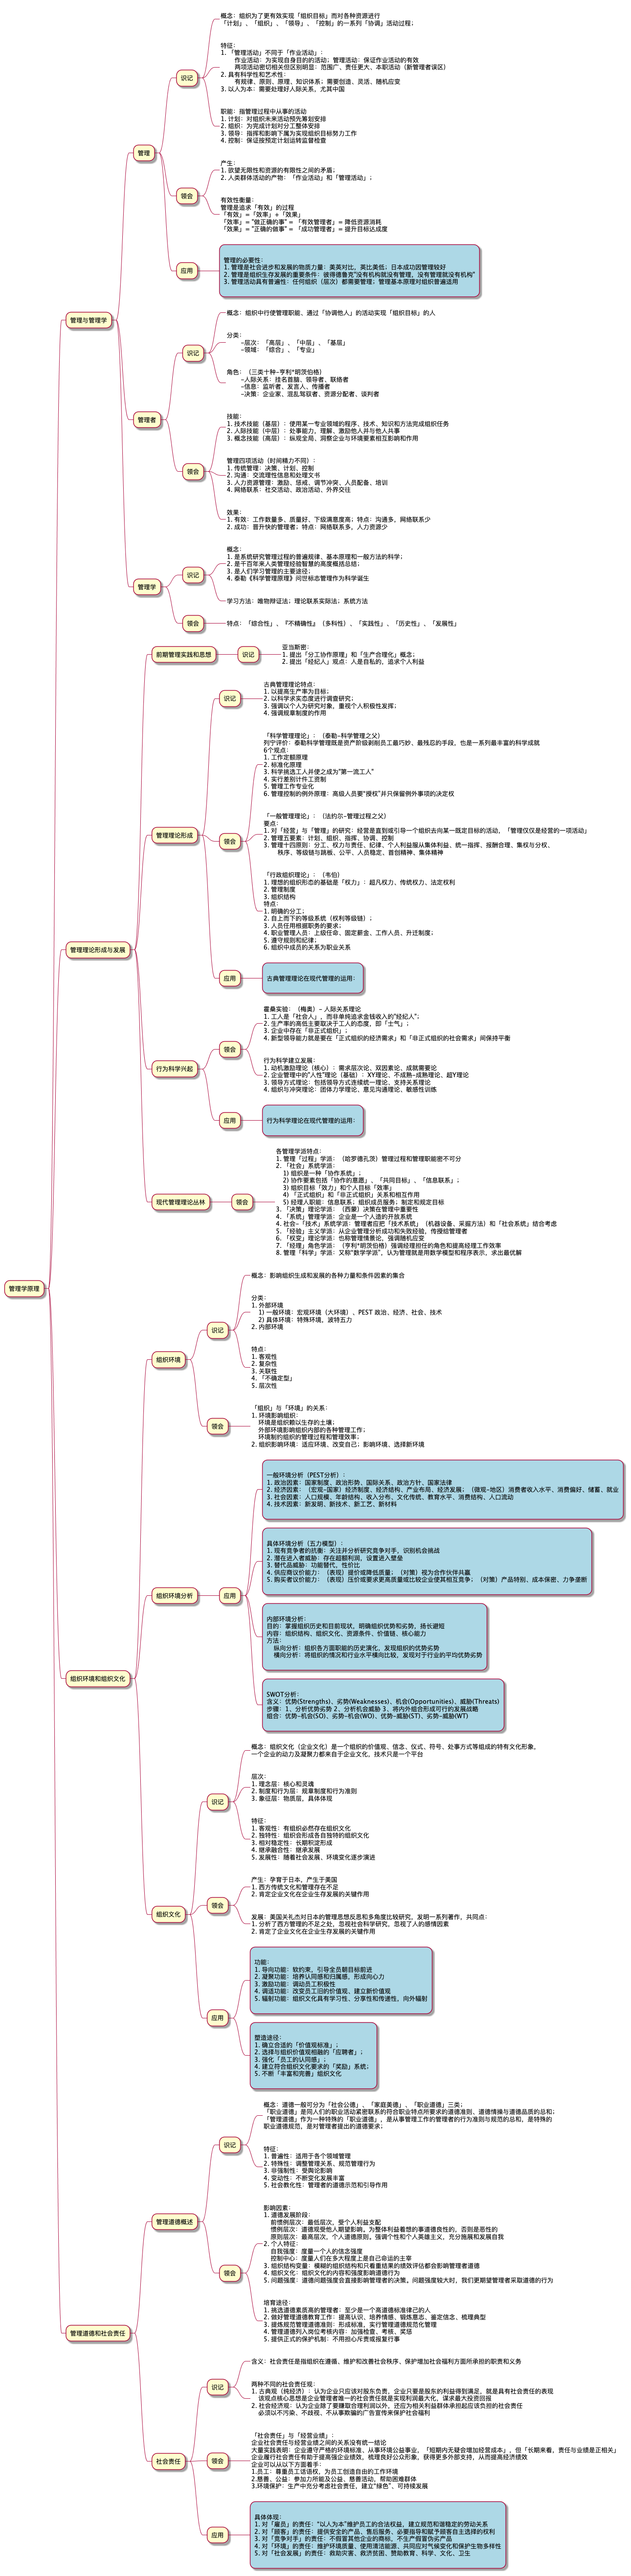 管理学原理
管理与管理学
管理
识记
概念：组织为了更有效实现「组织目标」而对各种资源进行
「计划」、「组织」、「领导」、「控制」的一系列「协调」活动过程；
特征：
1. 「管理活动」不同于「作业活动」：
作业活动：为实现自身目的的活动；管理活动：保证作业活动的有效
两项活动密切相关但区别明显：范围广，责任更大、本职活动（新管理者误区）
2. 具有科学性和艺术性：
有规律、原则、原理、知识体系；需要创造、灵活、随机应变
3. 以人为本：需要处理好人际关系，尤其中国
职能：指管理过程中从事的活动
1. 计划：对组织未来活动预先筹划安排
2. 组织：为完成计划对分工整体安排
3. 领导：指挥和影响下属为实现组织目标努力工作
4. 控制：保证按预定计划运转监督检查
领会
产生：
1. 欲望无限性和资源的有限性之间的矛盾；
2. 人类群体活动的产物：「作业活动」和「管理活动」；
有效性衡量：
管理是追求「有效」的过程
「有效」=「效率」+「效果」
「效率」= "做正确的事" = 「有效管理者」= 降低资源消耗
「效果」= "正确的做事" = 「成功管理者」= 提升目标达成度
应用
管理的必要性：
1. 管理是社会进步和发展的物质力量：美英对比，英比美低；日本成功因管理较好
2. 管理是组织生存发展的重要条件：彼得德鲁克"没有机构就没有管理，没有管理就没有机构"
3. 管理活动具有普遍性：任何组织（层次）都需要管理；管理基本原理对组织普遍适用
管理者
识记
概念：组织中行使管理职能、通过「协调他人」的活动实现「组织目标」的人
分类：
-层次：「高层」、「中层」、「基层」
-领域：「综合」、「专业」
角色：（三类十种-亨利*明茨伯格）
-人际关系：挂名首脑、领导者、联络者
-信息：监听者、发言人、传播者
-决策：企业家、混乱驾驭者、资源分配者、谈判者
领会
技能：
1. 技术技能（基层）：使用某一专业领域的程序、技术、知识和方法完成组织任务
2. 人际技能（中层）：处事能力，理解、激励他人并与他人共事
3. 概念技能（高层）：纵观全局、洞察企业与环境要素相互影响和作用
管理四项活动（时间精力不同）：
1. 传统管理：决策、计划、控制
2. 沟通：交流理性信息和处理文书
3. 人力资源管理：激励、惩戒、调节冲突、人员配备、培训
4. 网络联系：社交活动、政治活动、外界交往
效果：
1. 有效：工作数量多、质量好、下级满意度高；特点：沟通多，网络联系少
2. 成功：晋升快的管理者；特点：网络联系多，人力资源少
管理学
识记
概念：
1. 是系统研究管理过程的普遍规律、基本原理和一般方法的科学；
2. 是千百年来人类管理经验智慧的高度概括总结；
3. 是人们学习管理的主要途径；
4. 泰勒《科学管理原理》问世标志管理作为科学诞生
学习方法：唯物辩证法；理论联系实际法；系统方法
领会
特点：「综合性」、『不精确性』（多科性）、「实践性」、「历史性」、「发展性」
管理理论形成与发展
前期管理实践和思想
识记
亚当斯密：
1. 提出「分工协作原理」和「生产合理化」概念；
2. 提出「经纪人」观点：人是自私的，追求个人利益
管理理论形成
识记
古典管理理论特点：
1. 以提高生产率为目标；
2. 以科学求实态度进行调查研究；
3. 强调以个人为研究对象，重视个人积极性发挥；
4. 强调规章制度的作用
领会
「科学管理理论」：（泰勒-科学管理之父）
列宁评价：泰勒科学管理既是资产阶级剥削员工最巧妙、最残忍的手段，也是一系列最丰富的科学成就
6个观点：
1. 工作定额原理
2. 标准化原理
3. 科学挑选工人并使之成为"第一流工人"
4. 实行差别计件工资制
5. 管理工作专业化
6. 管理控制的例外原理：高级人员要"授权"并只保留例外事项的决定权
「一般管理理论」：（法约尔-管理过程之父）
要点：
1. 对「经营」与「管理」的研究：经营是直到或引导一个组织去向某一既定目标的活动，「管理仅仅是经营的一项活动」
2. 管理五要素：计划、组织、指挥、协调、控制
3. 管理十四原则：分工、权力与责任、纪律、个人利益服从集体利益、统一指挥、报酬合理、集权与分权、
秩序、等级链与跳板、公平、人员稳定、首创精神、集体精神
「行政组织理论」：（韦伯）
1. 理想的组织形态的基础是「权力」：超凡权力、传统权力、法定权利
2. 管理制度
3. 组织结构
特点：
1. 明确的分工；
2. 自上而下的等级系统（权利等级链）；
3. 人员任用根据职务的要求；
4. 职业管理人员：上级任命、固定薪金、工作人员、升迁制度；
5. 遵守规则和纪律；
6. 组织中成员的关系为职业关系
应用
古典管理理论在现代管理的运用：
行为科学兴起
领会
霍桑实验：（梅奥）- 人际关系理论
1. 工人是「社会人」，而非单纯追求金钱收入的"经纪人"；
2. 生产率的高低主要取决于工人的态度，即「士气」；
3. 企业中存在「非正式组织」；
4. 新型领导能力就是要在「正式组织的经济需求」和「非正式组织的社会需求」间保持平衡
行为科学建立发展：
1. 动机激励理论（核心）：需求层次论、双因素论、成就需要论
2. 企业管理中的"人性"理论（基础）：XY理论、不成熟-成熟理论、超Y理论
3. 领导方式理论：包括领导方式连续统一理论、支持关系理论
4. 组织与冲突理论：团体力学理论、意见沟通理论、敏感性训练
应用
行为科学理论在现代管理的运用：
现代管理理论丛林
领会
各管理学派特点：
1. 管理「过程」学派：（哈罗德孔茨）管理过程和管理职能密不可分
2. 「社会」系统学派：
1) 组织是一种「协作系统」；
2) 协作要素包括「协作的意愿」、「共同目标」、「信息联系」；
3) 组织目标「效力」和个人目标「效率」
4) 「正式组织」和「非正式组织」关系和相互作用
5) 经理人职能：信息联系；组织成员服务；制定和规定目标
3. 「决策」理论学派：（西蒙）决策在管理中重要性
4. 「系统」管理学派：企业是一个人造的开放系统
4. 社会-「技术」系统学派：管理者应把「技术系统」（机器设备、采掘方法）和「社会系统」结合考虑
5. 「经验」主义学派：从企业管理分析成功和失败经验，传授给管理者
6. 「权变」理论学派：也称管理情景论，强调随机应变
7. 「经理」角色学派：（亨利*明茨伯格）强调经理担任的角色和提高经理工作效率
8. 管理「科学」学派：又称"数学学派"，认为管理就是用数学模型和程序表示，求出最优解
组织环境和组织文化
组织环境
识记
概念：影响组织生成和发展的各种力量和条件因素的集合
分类：
1. 外部环境
1) 一般环境：宏观环境（大环境）、PEST 政治、经济、社会、技术
2) 具体环境：特殊环境，波特五力
2. 内部环境
特点：
1. 客观性
2. 复杂性
3. 关联性
4. 「不确定型」
5. 层次性
领会
「组织」与「环境」的关系：
1. 环境影响组织：
环境是组织赖以生存的土壤；
外部环境影响组织内部的各种管理工作；
环境制约组织的管理过程和管理效率；
2. 组织影响环境：适应环境、改变自己；影响环境、选择新环境
组织环境分析
应用
一般环境分析（PEST分析）：
1. 政治因素：国家制度、政治形势、国际关系、政治方针、国家法律
2. 经济因素：（宏观-国家）经济制度、经济结构、产业布局、经济发展；（微观-地区）消费者收入水平、消费偏好、储蓄、就业
3. 社会因素：人口规模、年龄结构、收入分布、文化传统、教育水平、消费结构、人口流动
4. 技术因素：新发明、新技术、新工艺、新材料
具体环境分析（五力模型）：
1. 现有竞争者的抗衡：关注并分析研究竞争对手，识别机会挑战
2. 潜在进入者威胁：存在超额利润，设置进入壁垒
3. 替代品威胁：功能替代，性价比
4. 供应商议价能力：（表现）提价或降低质量；（对策）视为合作伙伴共赢
5. 购买者议价能力：（表现）压价或要求更高质量或比较企业使其相互竞争；（对策）产品特别、成本保密、力争垄断
内部环境分析：
目的：掌握组织历史和目前现状，明确组织优势和劣势，扬长避短
内容：组织结构、组织文化、资源条件、价值链、核心能力
方法：
纵向分析：组织各方面职能的历史演化，发现组织的优势劣势
横向分析：将组织的情况和行业水平横向比较，发现对于行业的平均优势劣势
SWOT分析：
含义：优势(Strengths)、劣势(Weaknesses)、机会(Opportunities)、威胁(Threats)
步骤：1、分析优势劣势 2、分析机会威胁 3、将内外组合形成可行的发展战略
组合：优势-机会(SO)、劣势-机会(WO)、优势-威胁(ST)、劣势-威胁(WT)
组织文化
识记
概念：组织文化（企业文化）是一个组织的价值观、信念、仪式、符号、处事方式等组成的特有文化形象，
一个企业的动力及凝聚力都来自于企业文化，技术只是一个平台
层次：
1. 理念层：核心和灵魂
2. 制度和行为层：规章制度和行为准则
3. 象征层：物质层，具体体现
特征：
1. 客观性：有组织必然存在组织文化
2. 独特性：组织会形成各自独特的组织文化
3. 相对稳定性：长期积淀形成
4. 继承融合性：继承发展
5. 发展性：随着社会发展、环境变化逐步演进
领会
产生：孕育于日本，产生于美国
1. 西方传统文化和管理存在不足
2. 肯定企业文化在企业生存发展的关键作用
发展：美国关礼杰对日本的管理思想反思和多角度比较研究，发明一系列著作，共同点：
1. 分析了西方管理的不足之处，忽视社会科学研究，忽视了人的感情因素
2. 肯定了企业文化在企业生存发展的关键作用
应用
功能：
1. 导向功能：软约束，引导全员朝目标前进
2. 凝聚功能：培养认同感和归属感，形成向心力
3. 激励功能：调动员工积极性
4. 调适功能：改变员工旧的价值观、建立新价值观
5. 辐射功能：组织文化具有学习性、分享性和传递性，向外辐射
塑造途径：
1. 确立合适的「价值观标准」；
2. 选择与组织价值观相融的「应聘者」；
3. 强化「员工的认同感」；
4. 建立符合组织文化要求的「奖励」系统；
5. 不断「丰富和完善」组织文化
管理道德和社会责任
管理道德概述
识记
概念：道德一般可分为「社会公德」、「家庭美德」、「职业道德」三类；
「职业道德」是同人们的职业活动紧密联系的符合职业特点所要求的道德准则、道德情操与道德品质的总和；
「管理道德」作为一种特殊的「职业道德」，是从事管理工作的管理者的行为准则与规范的总和，是特殊的
职业道德规范，是对管理者提出的道德要求；
特征：
1. 普遍性：适用于各个领域管理
2. 特殊性：调整管理关系、规范管理行为
3. 非强制性：受舆论影响
4. 变动性：不断变化发展丰富
5. 社会教化性：管理者的道德示范和引导作用
领会
影响因素：
1. 道德发展阶段：
前惯例层次：最低层次，受个人利益支配
惯例层次：道德观受他人期望影响。为整体利益着想的事道德良性的，否则是恶性的
原则层次：最高层次，个人道德原则。强调个性和个人英雄主义，充分施展和发展自我
2. 个人特征：
自我强度：度量一个人的信念强度
控制中心：度量人们在多大程度上是自己命运的主宰
3. 组织结构变量：模糊的组织结构和只看重结果的绩效评估都会影响管理者道德
4. 组织文化：组织文化的内容和强度影响道德行为
5. 问题强度：道德问题强度会直接影响管理者的决策。问题强度较大时，我们更期望管理者采取道德的行为
培育途径：
1. 挑选道德素质高的管理者：至少是一个高道德标准律己的人
2. 做好管理道德教育工作：提高认识、培养情感、锻炼意志、鉴定信念、梳理典型
3. 提炼规范管理道德准则：形成标准，实行管理道德规范化管理
4. 管理道德列入岗位考核内容：加强检查、考核、奖惩
5. 提供正式的保护机制：不用担心斥责或报复行事
社会责任
识记
含义：社会责任是指组织在遵循、维护和改善社会秩序、保护增加社会福利方面所承担的职责和义务
两种不同的社会责任观：
1. 古典观（纯经济）：认为企业只应该对股东负责，企业只要是股东的利益得到满足，就是具有社会责任的表现
该观点核心思想是企业管理者唯一的社会责任就是实现利润最大化，谋求最大投资回报
2. 社会经济观：认为企业除了要赚取合理利润以外，还应为相关利益群体承担起应该负担的社会责任
必须以不污染、不歧视、不从事欺骗的广告宣传来保护社会福利
领会
「社会责任」与「经营业绩」：
企业社会责任与经营业绩之间的关系没有统一结论
大量实践表明：企业遵守严格的环境标准、从事环境公益事业，「短期内无疑会增加经营成本」，但「长期来看，责任与业绩是正相关」
企业履行社会责任有助于提高强企业绩效，梳理良好公众形象，获得更多外部支持，从而提高经济绩效
企业可以从以下方面着手：
1.员工：尊重员工话语权，为员工创造自由的工作环境
2.慈善、公益：参加力所能及公益、慈善活动，帮助困难群体
3.环境保护：生产中充分考虑社会责任，建立"绿色"、可持续发展
应用
具体体现：
1. 对「雇员」的责任："以人为本"维护员工的合法权益，建立规范和谐稳定的劳动关系
2. 对「顾客」的责任：提供安全的产品、售后服务、必要指导和赋予顾客自主选择的权利
3. 对「竞争对手」的责任：不假冒其他企业的商标，不生产假冒伪劣产品
4. 对「环境」的责任：维护环境质量，使用清洁能源、共同应对气候变化和保护生物多样性
5. 对「社会发展」的责任：救助灾害、救济贫困、赞助教育、科学、文化、卫生